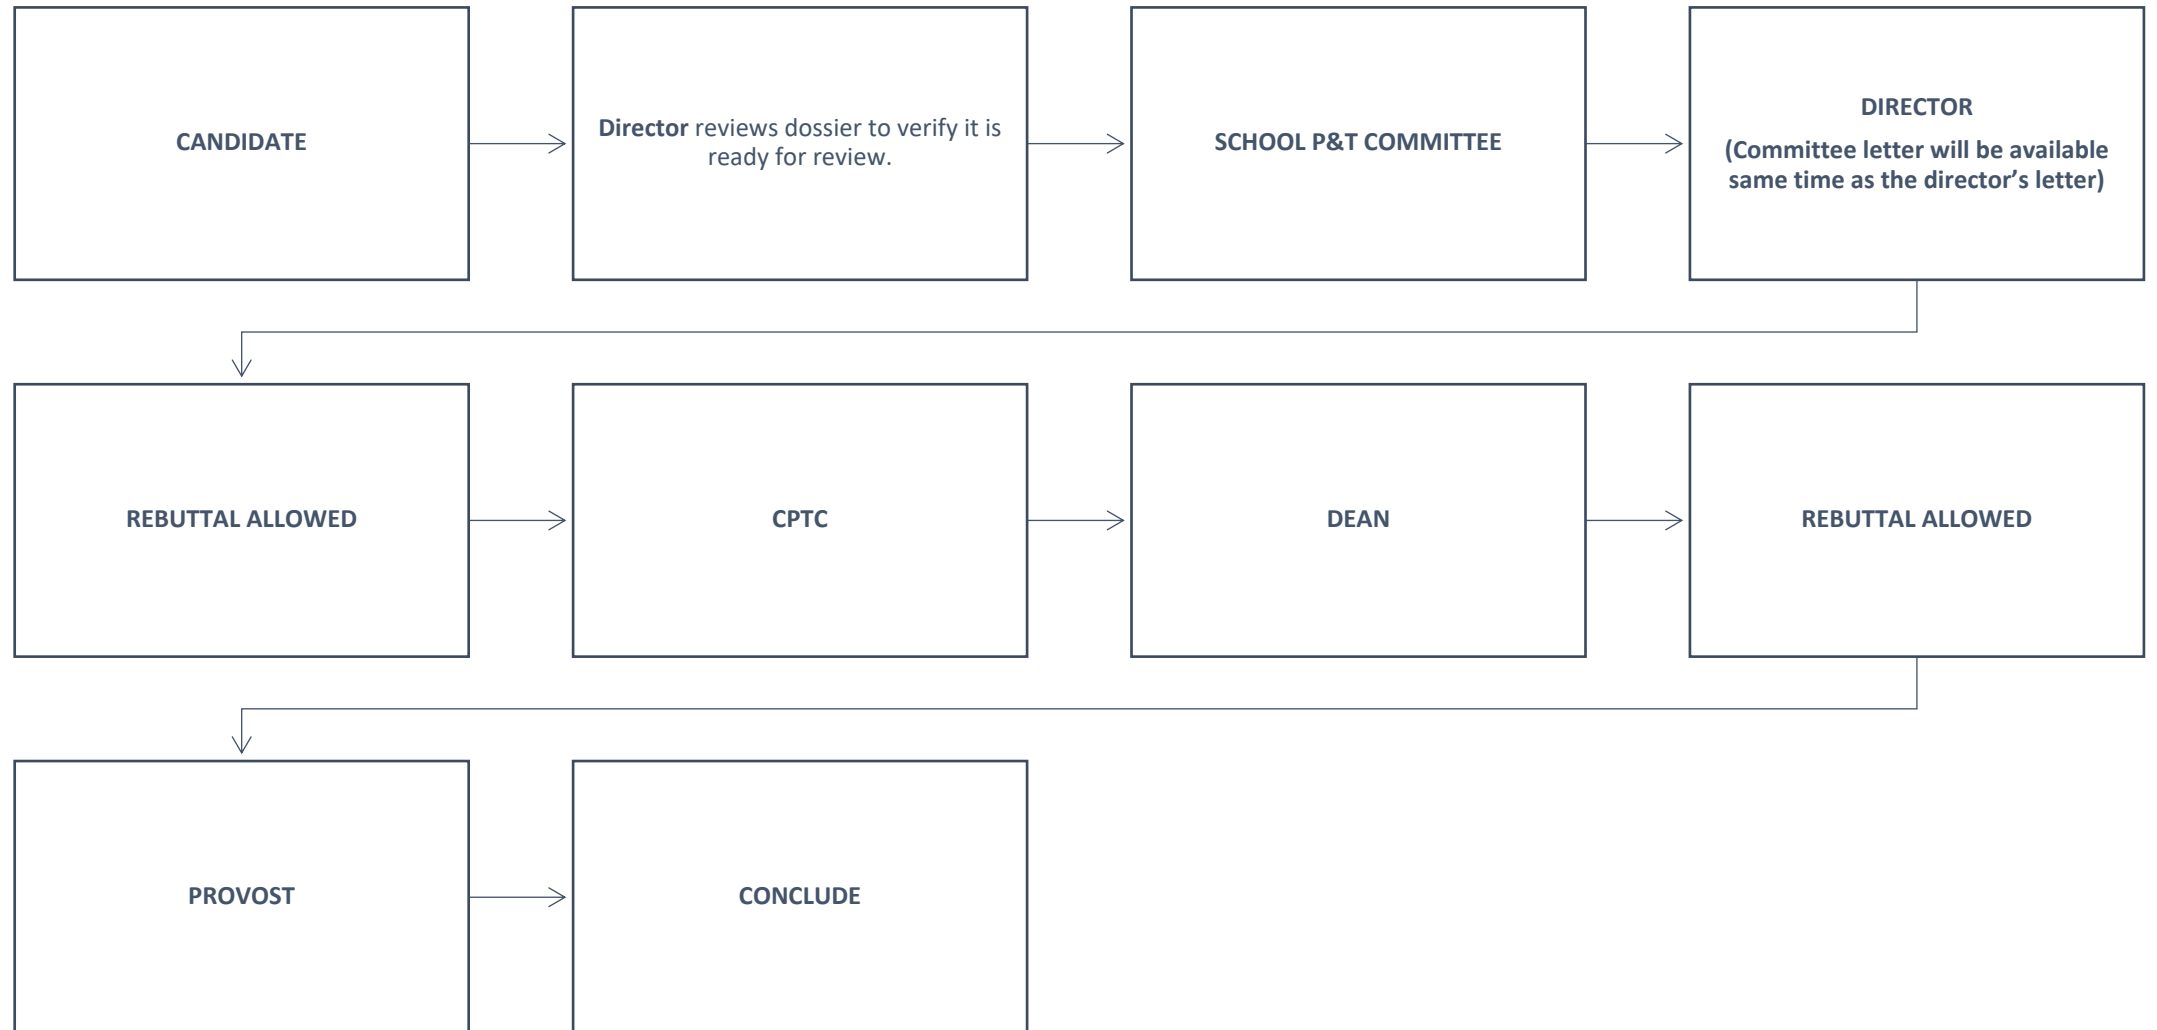 CANDIDATE
Director reviews dossier to verify it is
ready for review.
SCHOOL P&T COMMITTEE
DIRECTOR
(Committee letter will be available
same time as the director’s letter)
REBUTTAL ALLOWED
CPTC
DEAN
REBUTTAL ALLOWED
PROVOST
CONCLUDE